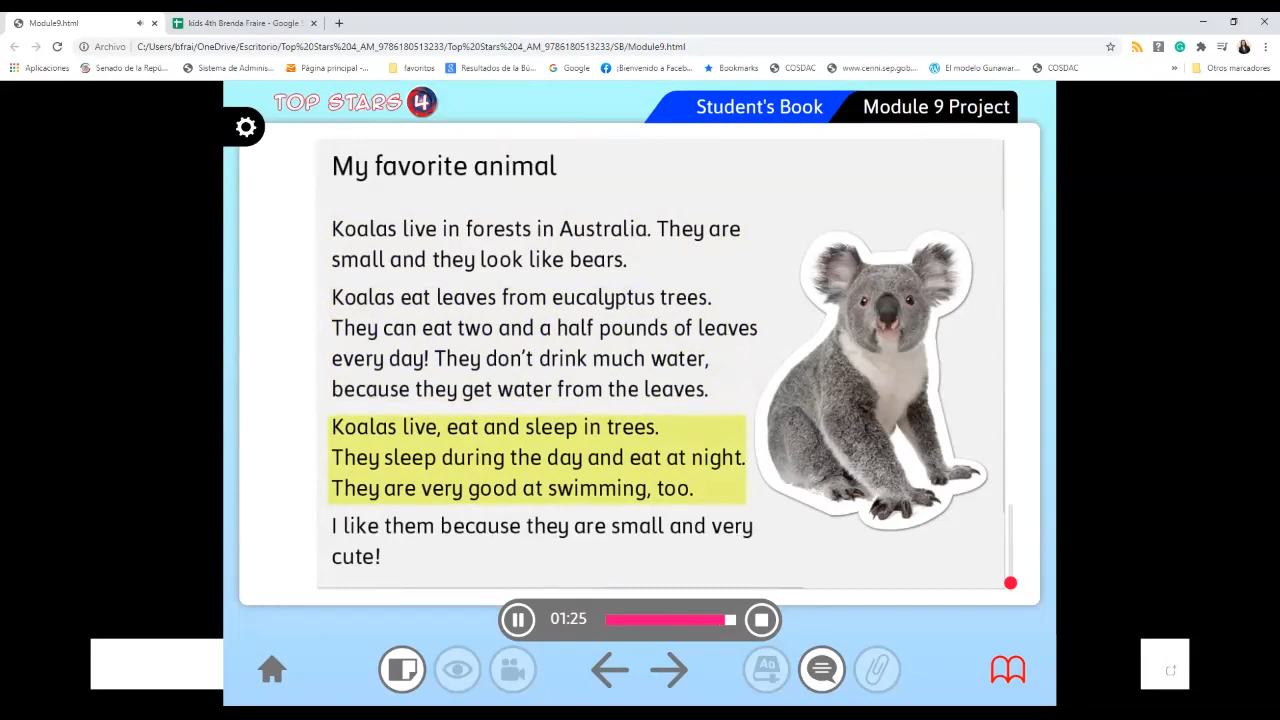 Module9.html
kids 4th Brenda Fraire - Google S
Archivo
C:/Users/bfrai/OneDrive/Escritorio/Top%20Stars%204_AM_9786180513233/Top%20Stars%204_AM_9786180513233/SB/Module9.html
Aplicaciones
Senado de la Repú...
Sistema de Adminis...
Página principal -...
favoritos
Resultados de la Bú...
Google
¡Bienvenido a Faceb...
Bookmarks
COSDAC
www.cenni.sep.gob....
El modelo Gunawar...
COSDAC
»
Otros marcadores
TOP STARS 4
Student's Book
Module 9 Project
My favorite animal
Koalas live in forests in Australia. They are
small and they look like bears.
Koalas eat leaves from eucalyptus trees.
They can eat two and a half pounds of leaves
every day! They don't drink much water,
because they get water from the leaves.
Koalas live, eat and sleep in trees.
They sleep during the day and eat at night.
They are very good at swimming, too.
I like them because they are small and very
cute!
01:25